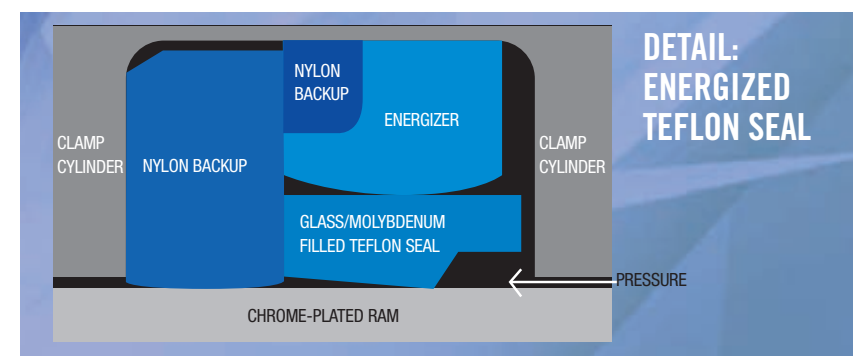 DETAIL:
ENERGIZED
TEFLON SEAL
NYLON
BACKUP
ENERGIZER
CLAMP
CYLINDER
NYLON BACKUP
CLAMP
CYLINDER
GLASS/MOLYBDENUM
FILLED TEFLON SEAL
PRESSURE
CHROME-PLATED RAM